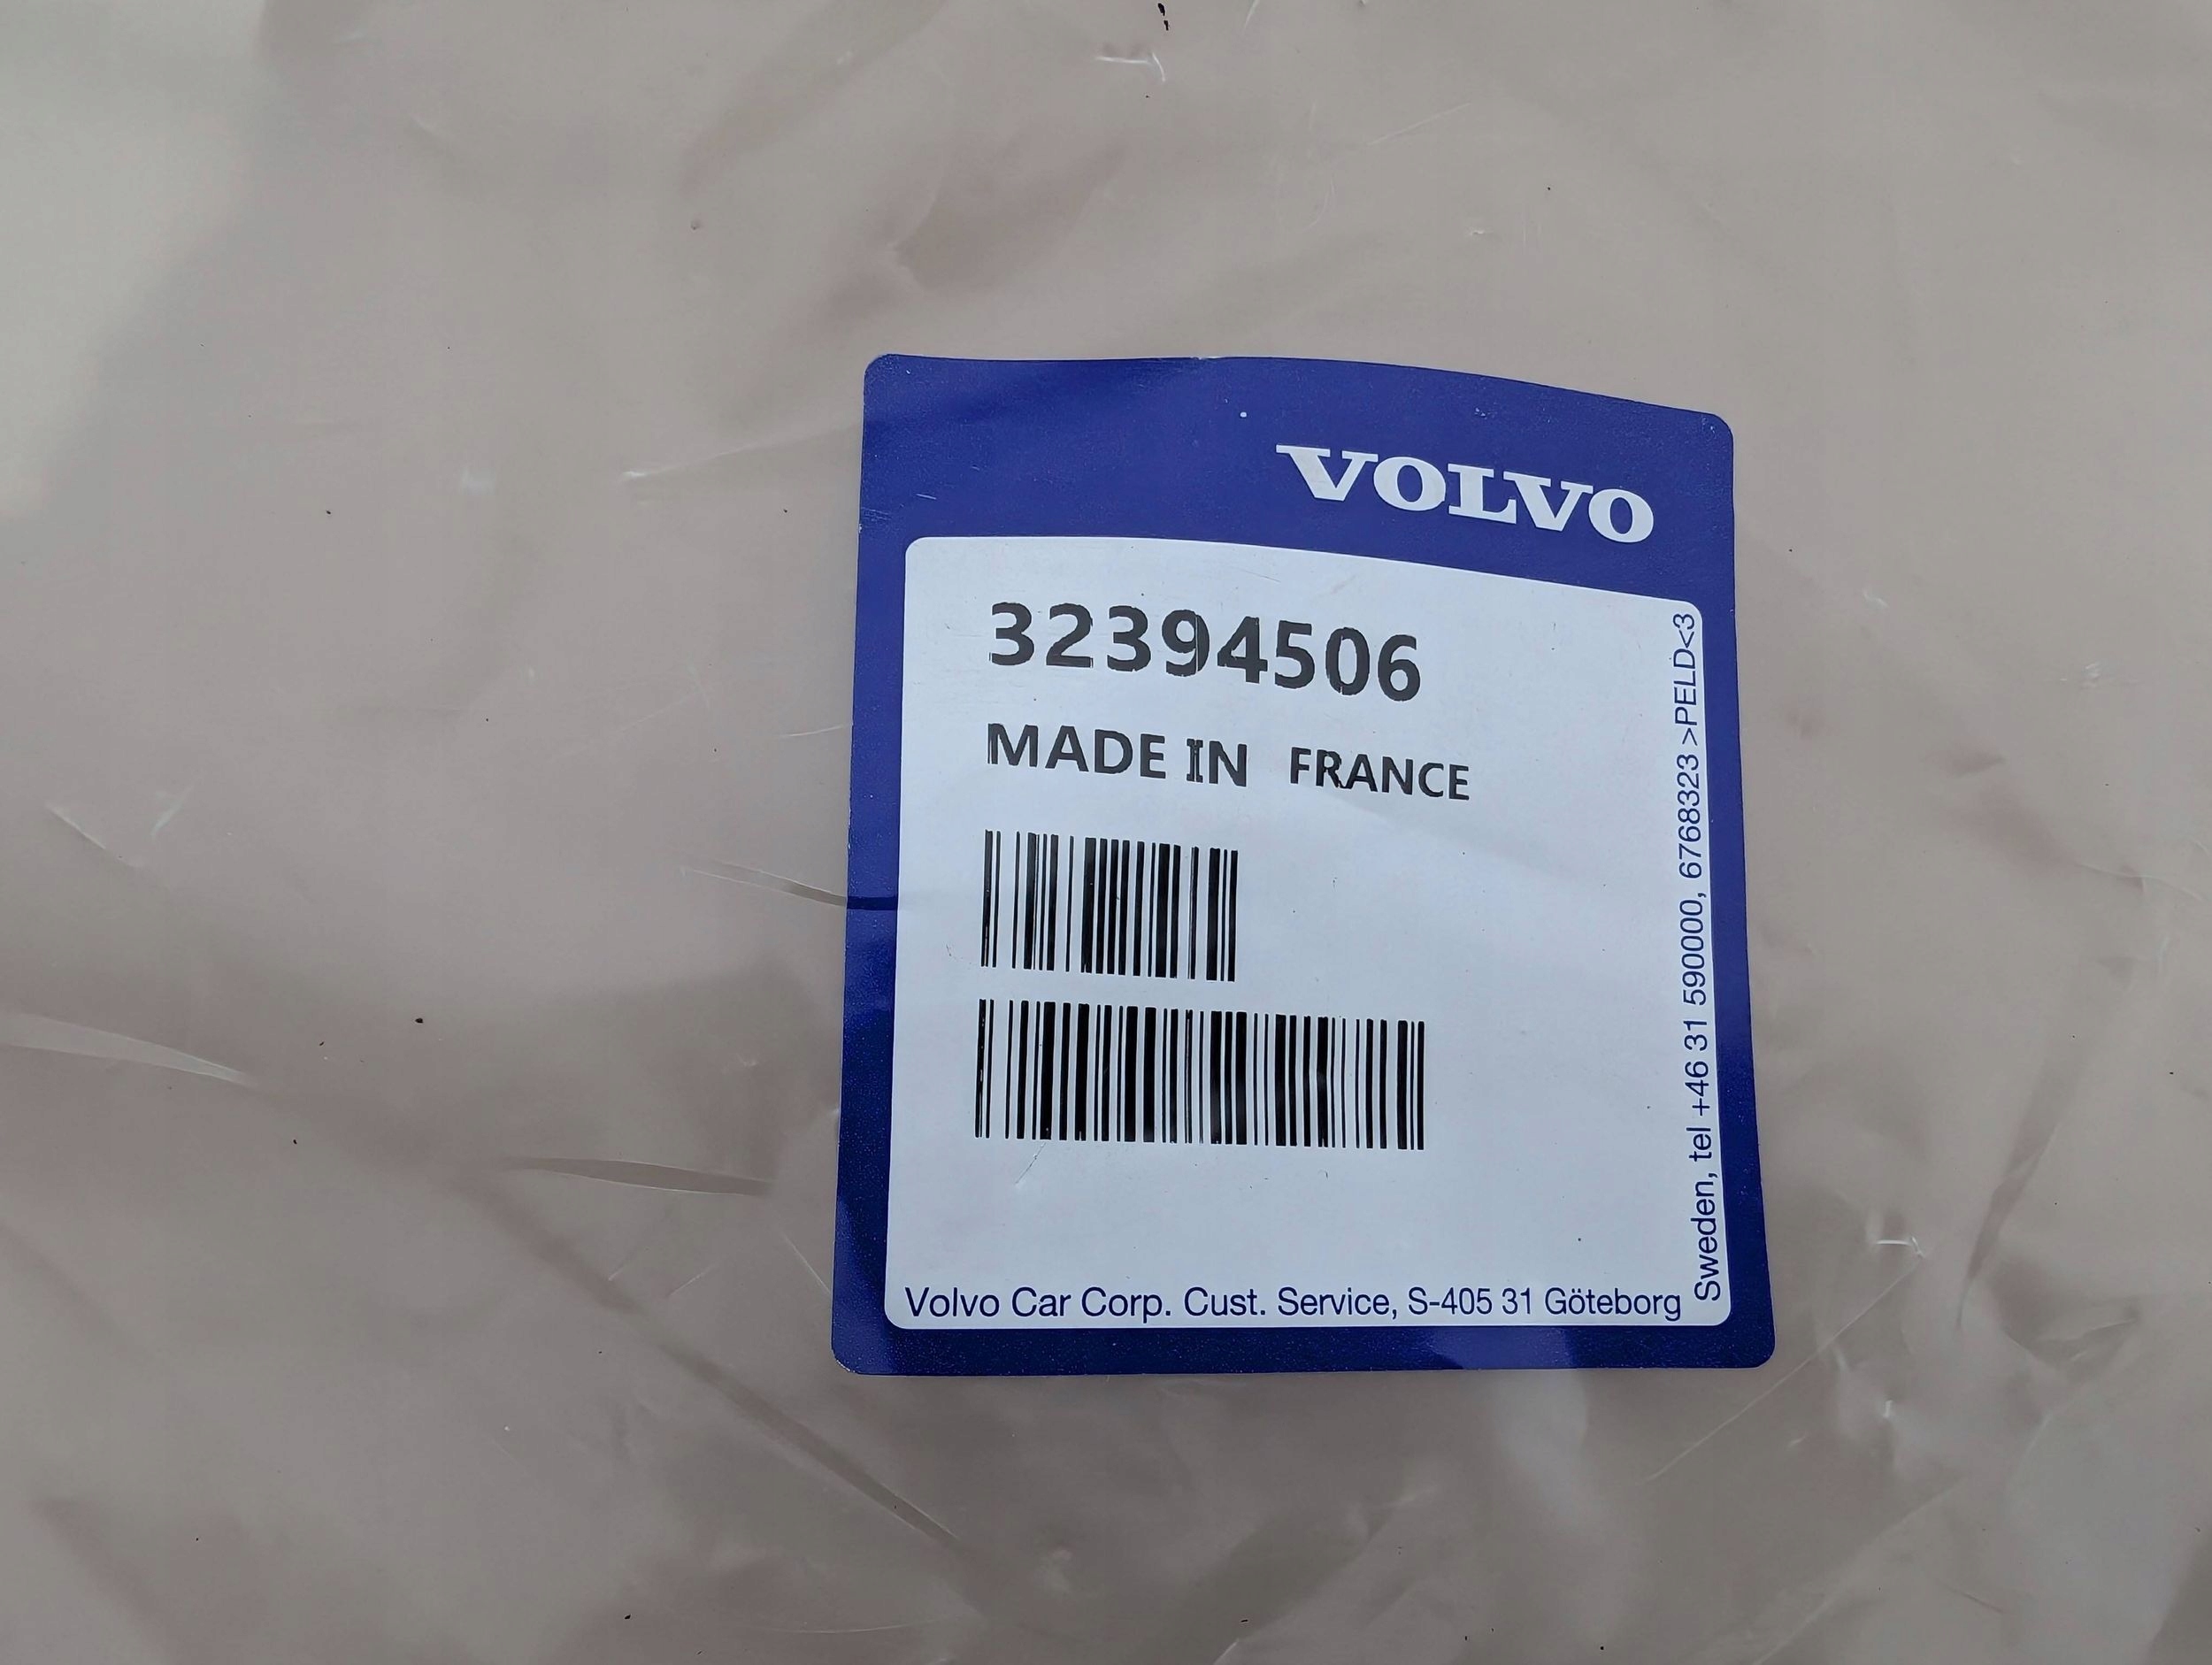 VOLVO
32394506
MADE IN FRANCE
Volvo Car Corp. Cust. Service, S-405 31 Göteborg
Sweden, tel +46 31 590000, 6768323 >PELD<3